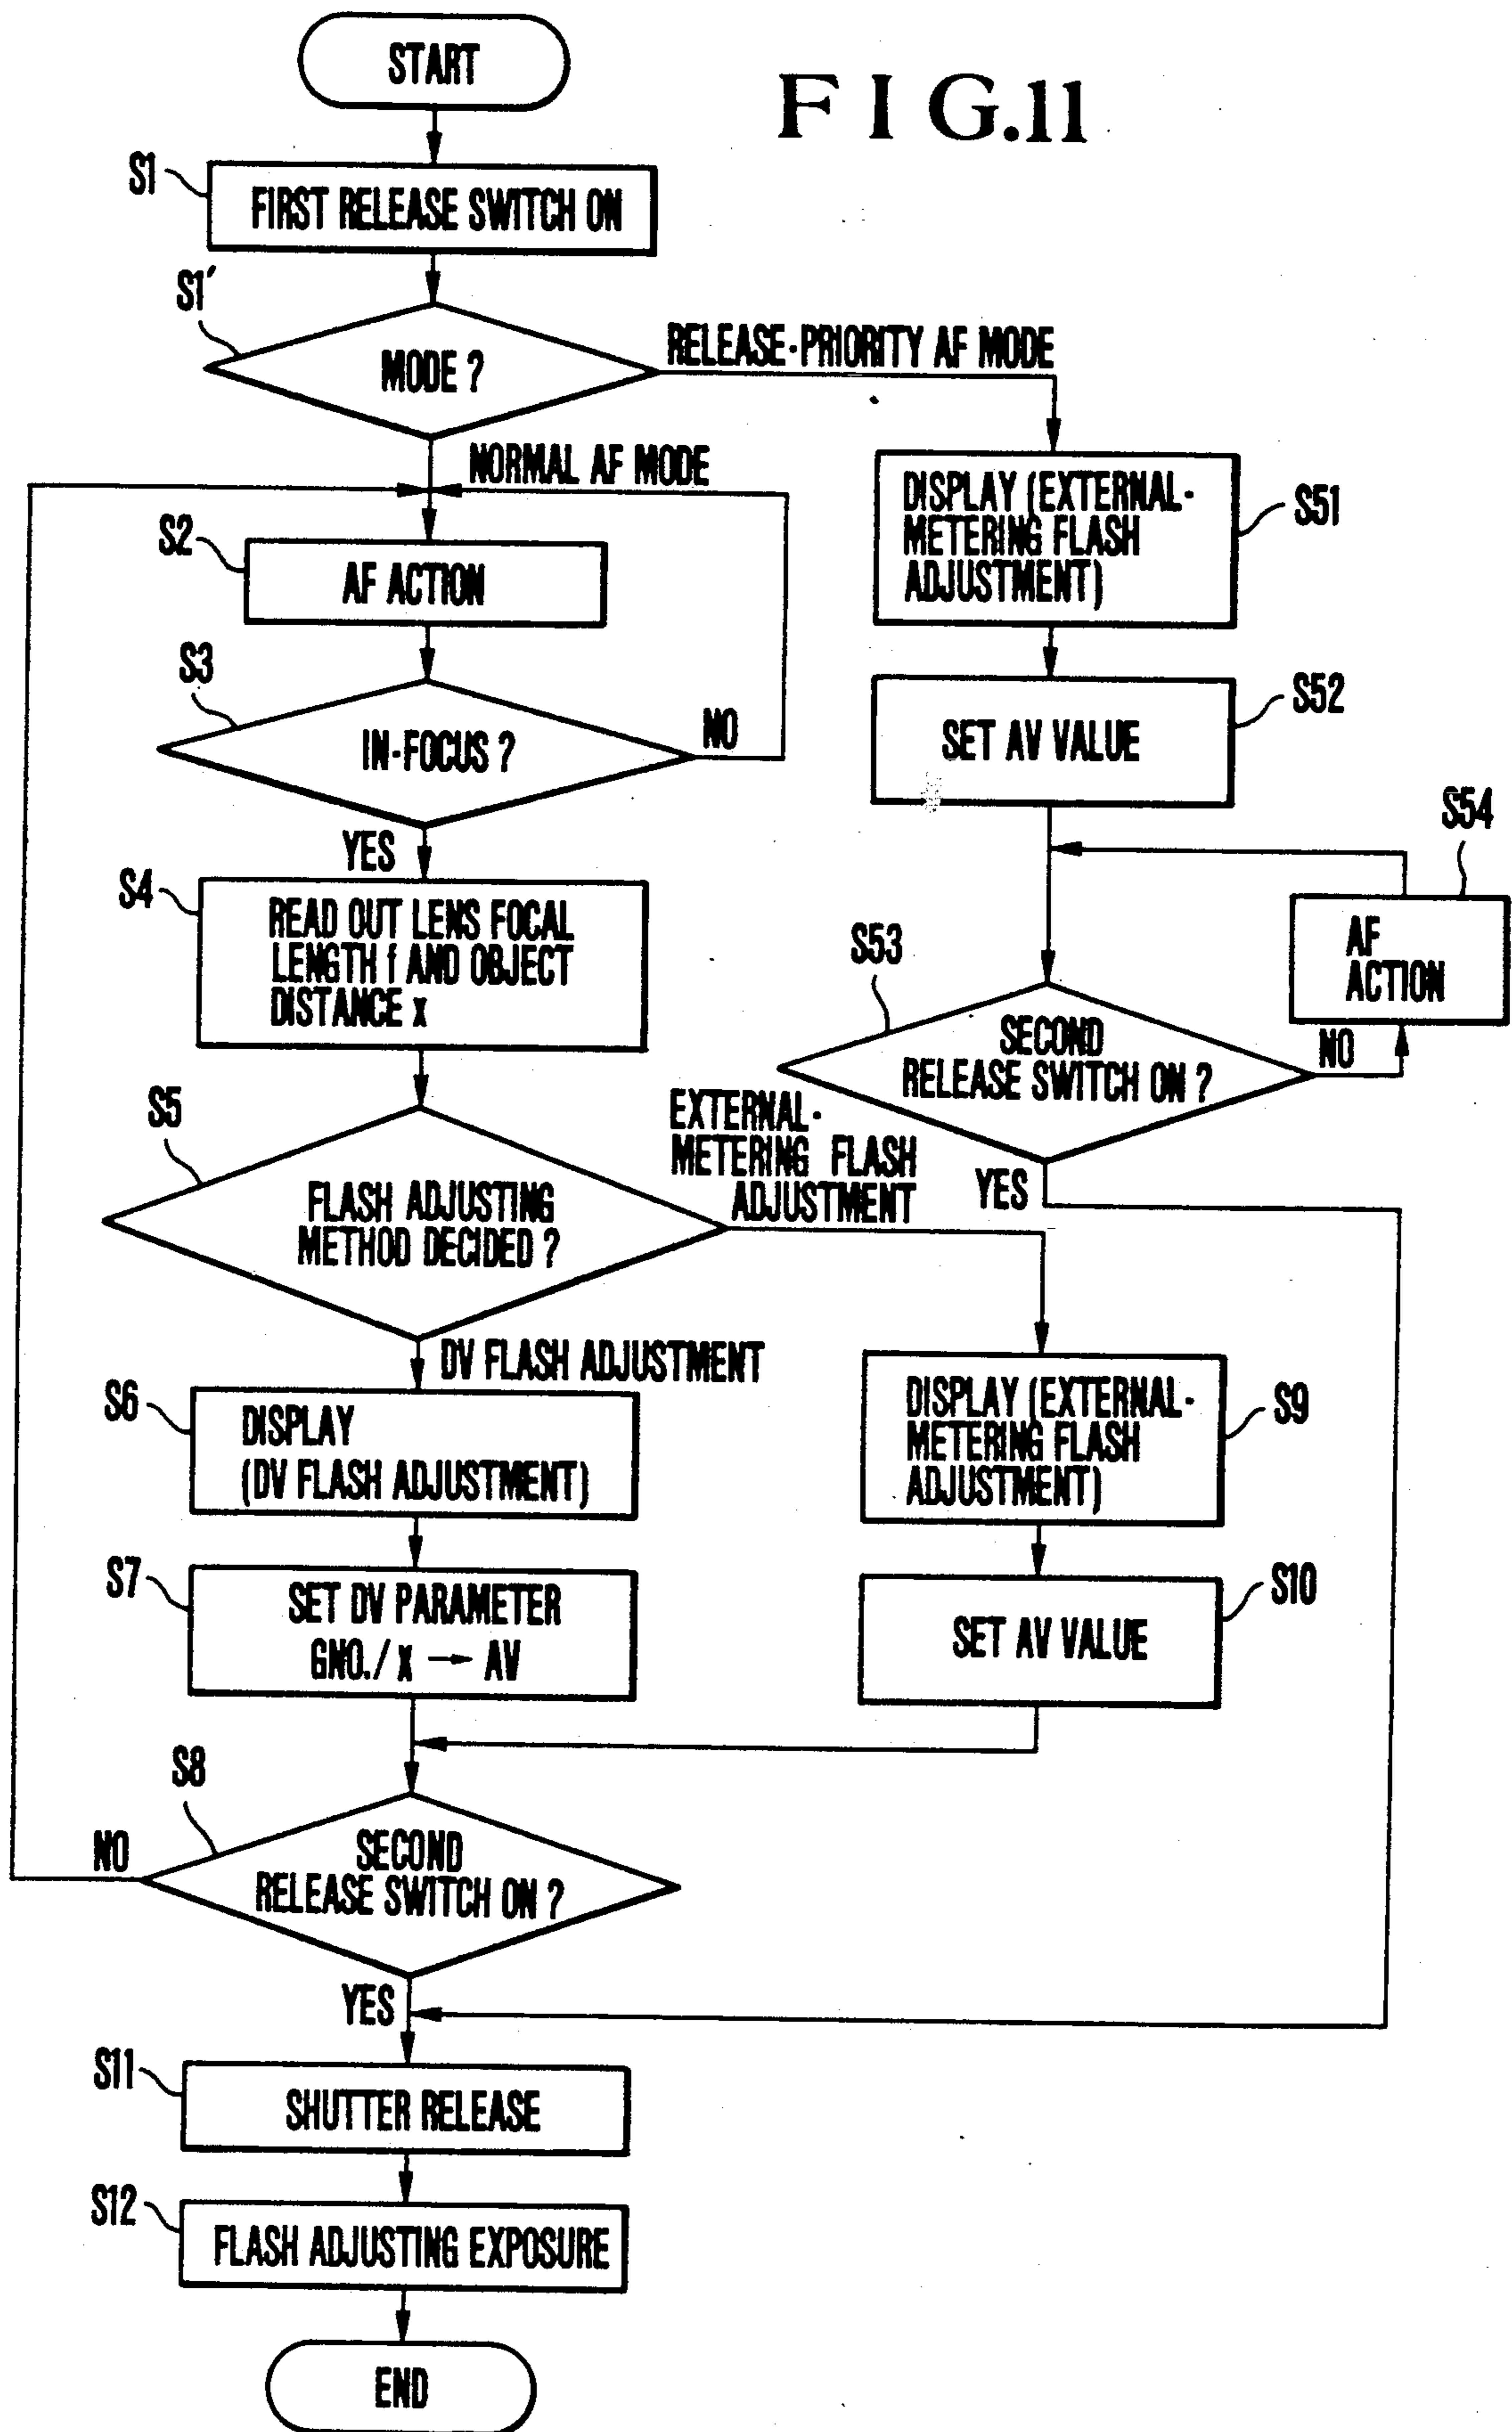 START
FIG.11
S1
FIRST RELEASE SWITCH ON
S1′
MODE ?
RELEASE-PRIORITY AF MODE
NORMAL AF MODE
S2
AF ACTION
DISPLAY (EXTERNAL-
METERING FLASH
ADJUSTMENT)
S51
S3
IN-FOCUS ?
NO
YES
SET AV VALUE
S52
S54
AF
ACTION
S4
READ OUT LENS FOCAL
LENGTH f AND OBJECT
DISTANCE x
S53
SECOND
RELEASE SWITCH ON ?
NO
YES
S5
FLASH ADJUSTING
METHOD DECIDED ?
EXTERNAL-
METERING FLASH
ADJUSTMENT
DV FLASH ADJUSTMENT
S6
DISPLAY
(DV FLASH ADJUSTMENT)
DISPLAY (EXTERNAL-
METERING FLASH
ADJUSTMENT)
S9
S7
SET DV PARAMETER
GNO./ x → AV
SET AV VALUE
S10
S8
SECOND
RELEASE SWITCH ON ?
NO
YES
S11
SHUTTER RELEASE
S12
FLASH ADJUSTING EXPOSURE
END